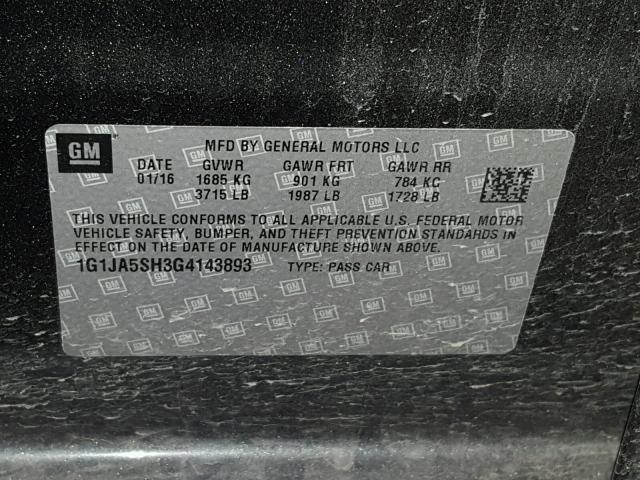 GM
MFD BY GENERAL MOTORS LLC
DATE GVWR GAWR FRT GAWR RR
01/16 1685 KG 901 KG 784 KG
3715 LB 1987 LB 1728 LB
THIS VEHICLE CONFORMS TO ALL APPLICABLE U.S. FEDERAL MOTOR
VEHICLE SAFETY, BUMPER, AND THEFT PREVENTION STANDARDS IN
EFFECT ON THE DATE OF MANUFACTURE SHOWN ABOVE.
1G1JA5SH3G4143893 TYPE: PASS CAR